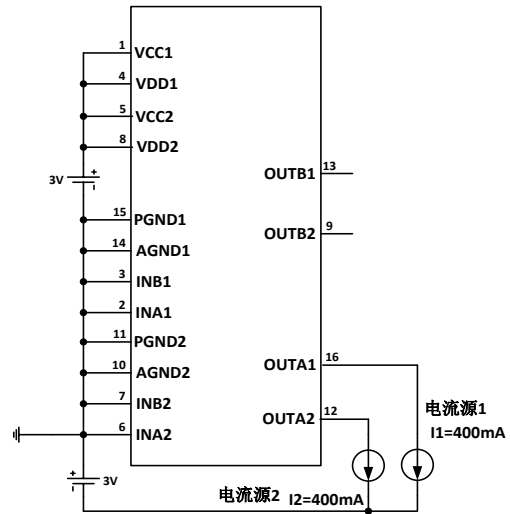 1 VCC1
4 VDD1
5 VCC2
8 VDD2
3V + -
OUTB1 13
15 PGND1
OUTB2 9
14 AGND1
3 INB1
2 INA1
11 PGND2
OUTA1 16
10 AGND2
7 INB2
OUTA2 12
电流源1
I1=400mA
6 INA2
+ - 3V
电流源2 I2=400mA